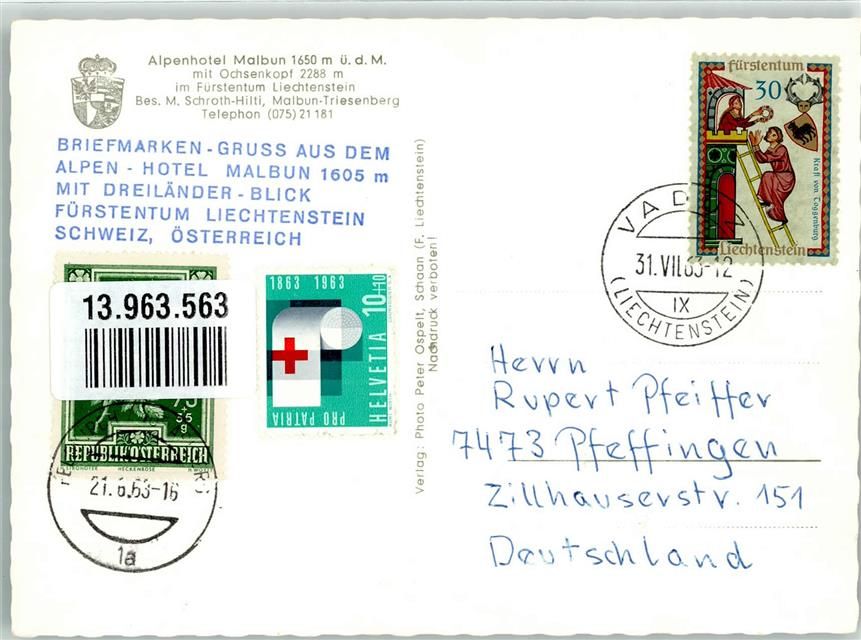 Alpenhotel Malbun 1650 m ü. d. M.
mit Ochsenkopf 2288 m
im Fürstentum Liechtenstein
Bes. M. Schroth-Hilti, Malbun-Triesenberg
Telephon (075) 21 181
BRIEFMARKEN - GRUSS AUS DEM
ALPEN - HOTEL MALBUN 1605 m
MIT DREILÄNDER - BLICK
FÜRSTENTUM LIECHTENSTEIN
SCHWEIZ, ÖSTERREICH
13.963.563
75
+
35
g
REPUBLIK ÖSTERREICH
HECKENROSE
21.6.63-16
1a
1863 1963
10+10
HELVETIA
PRO PATRIA
Verlag: Photo Peter Ospelt, Schaan (F. Liechtenstein)
Nachdruck verboten!
Fürstentum
30
Kraft von Toggenburg
Liechtenstein
VADUZ
31.VII.63-12
IX
(LIECHTENSTEIN)
Herrn
Rupert Pfeiffer
7473 Pfeffingen
Zillhauserstr. 151
Deutschland